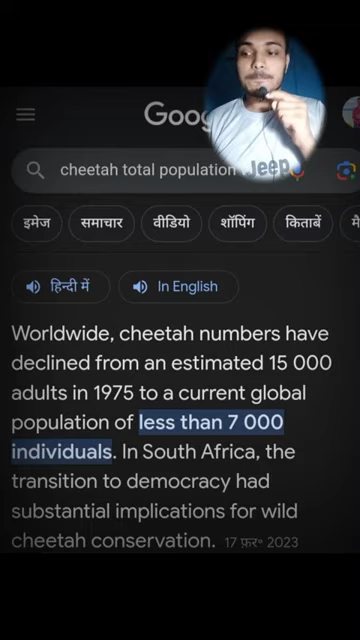 Goog
cheetah total population
Jeep
इमेज समाचार वीडियो शॉपिंग किताबें
हिन्दी में In English
Worldwide, cheetah numbers have
declined from an estimated 15 000
adults in 1975 to a current global
population of less than 7 000
individuals. In South Africa, the
transition to democracy had
substantial implications for wild
cheetah conservation. 17 फ़र॰ 2023